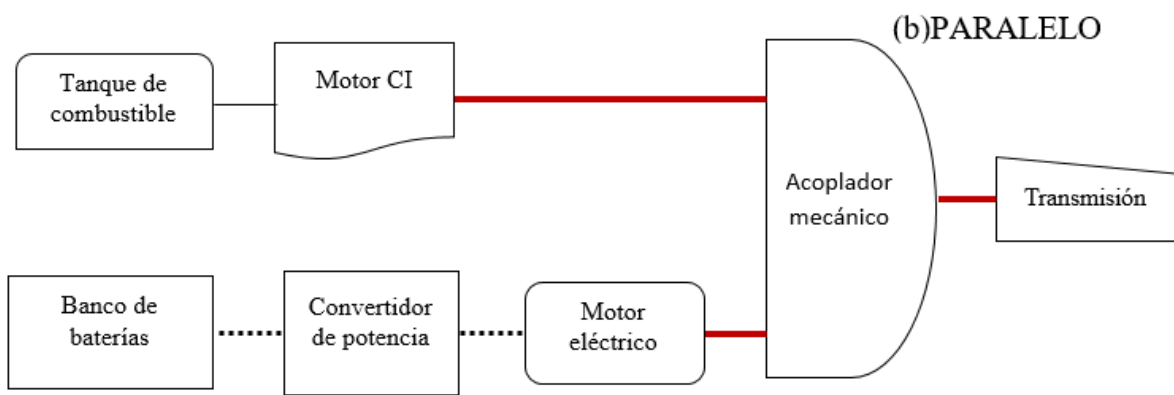 (b)PARALELO
Tanque de
combustible
Motor CI
Acoplador
mecánico
Transmisión
Banco de
baterías
Convertidor
de potencia
Motor
eléctrico